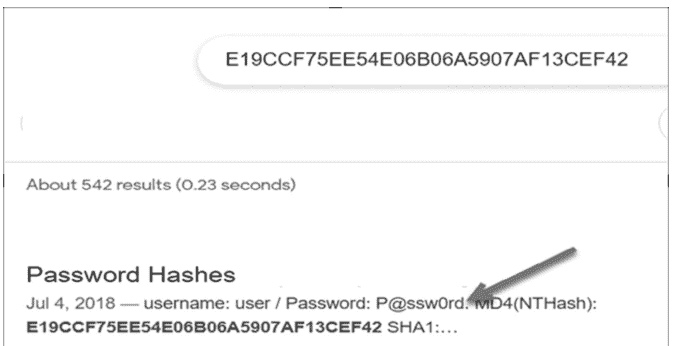 E19CCF75EE54E06B06A5907AF13CEF42
About 542 results (0.23 seconds)
Password Hashes
Jul 4, 2018 — username: user / Password: P@ssw0rd. MD4(NTHash):
E19CCF75EE54E06B06A5907AF13CEF42 SHA1:...